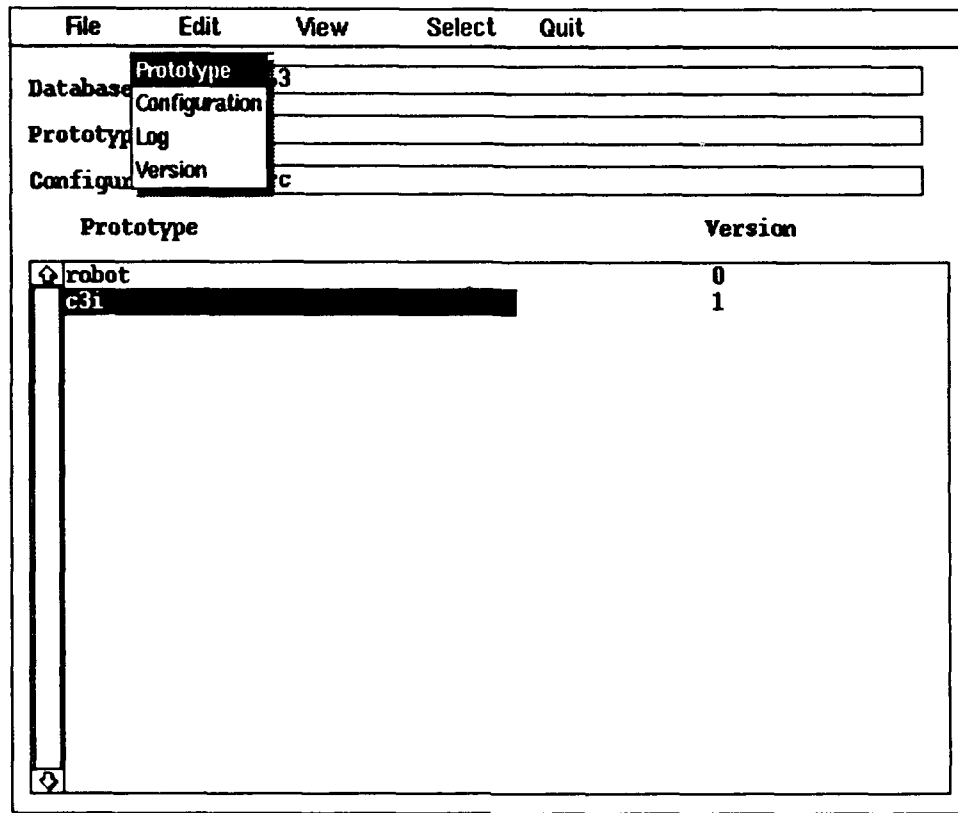 File Edit View Select Quit
Prototype
Database 3
Configuration
Prototyp
Log
Version
Configur c
Prototype Version
robot 0
c3i 1